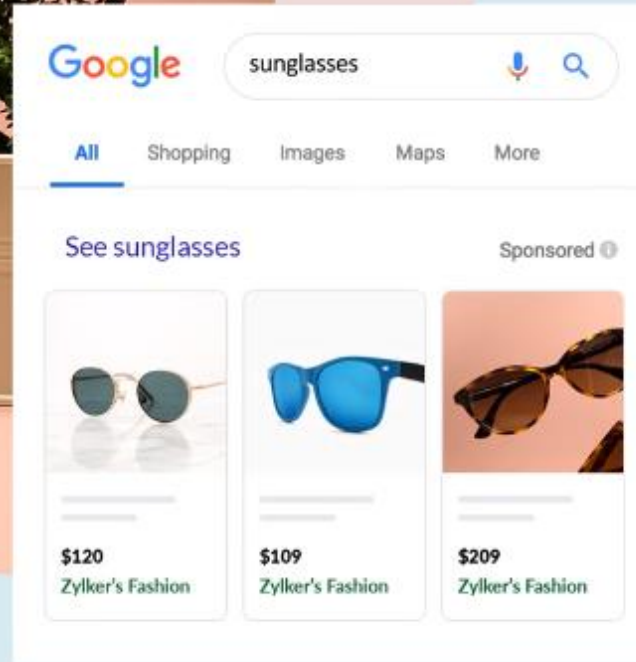 Google sunglasses
All Shopping Images Maps More
See sunglasses Sponsored
$120 $109 $209
Zylker's Fashion Zylker's Fashion Zylker's Fashion